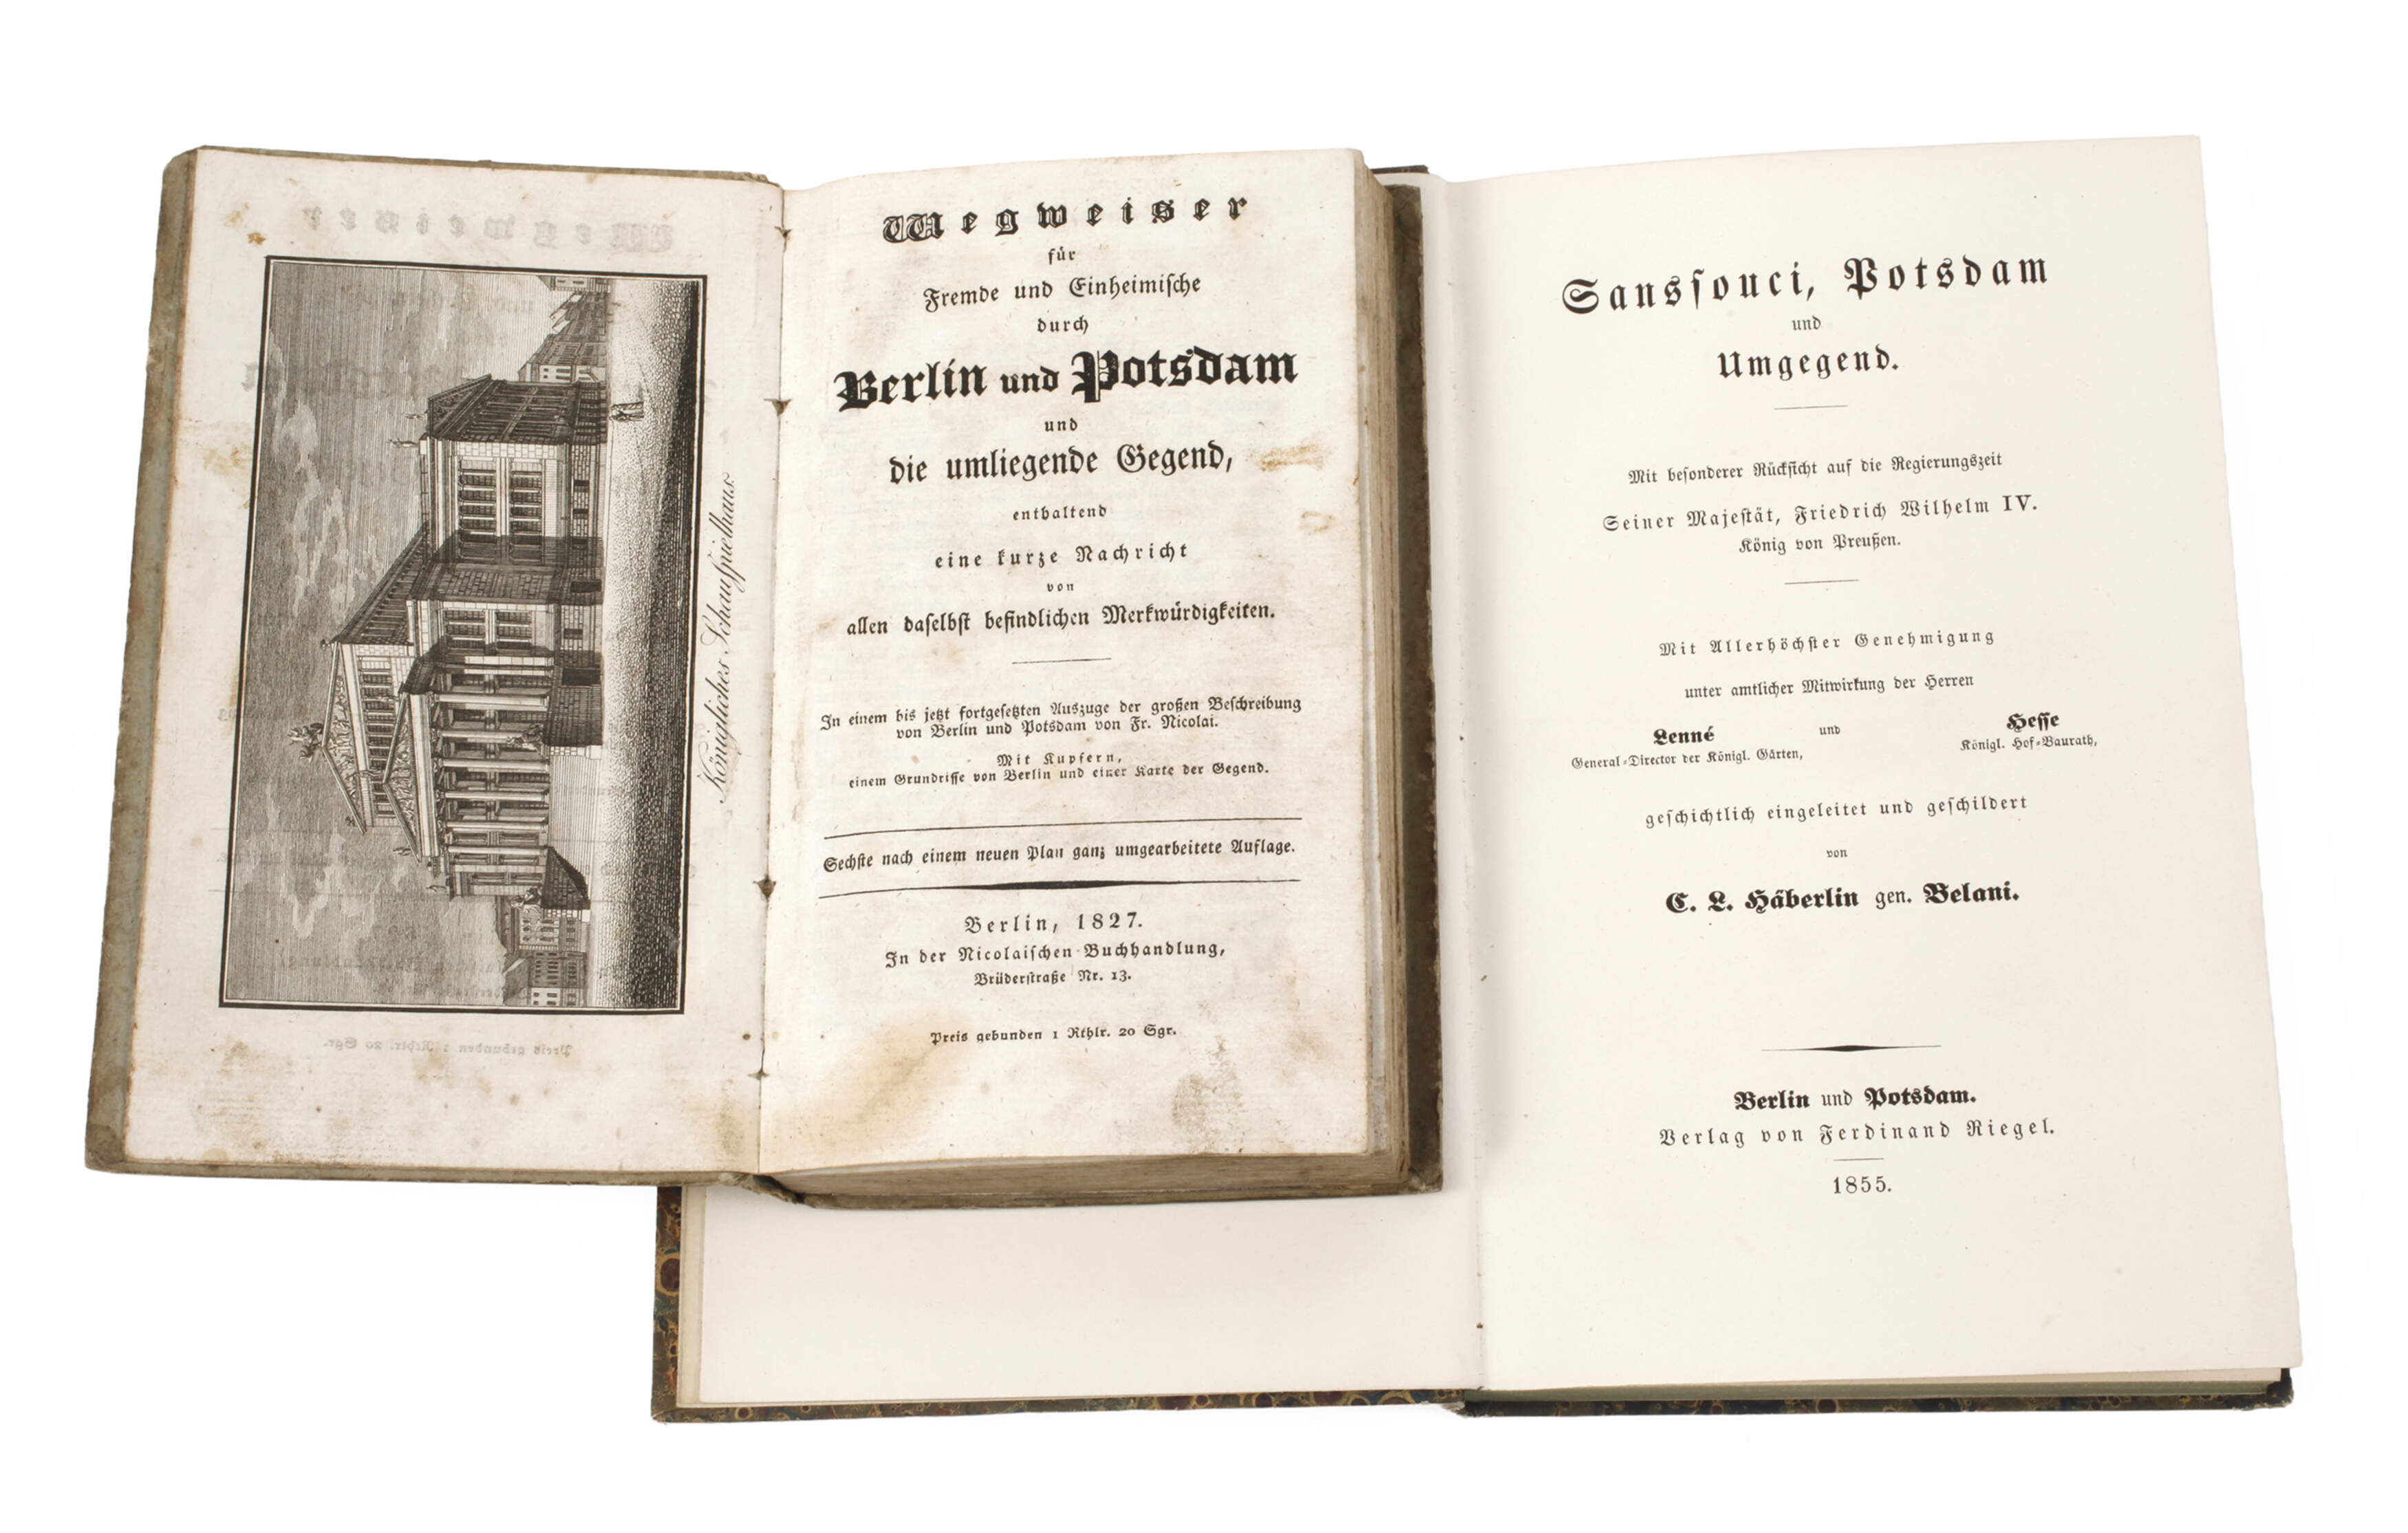 Königliches Schauspielhaus.
Wegweiser
für
Fremde und Einheimische
durch
Berlin und Potsdam
und
die umliegende Gegend,
enthaltend
eine kurze Nachricht
von
allen daselbst befindlichen Merkwürdigkeiten.
In einem bis jetzt fortgesetzten Auszuge der großen Beschreibung
von Berlin und Potsdam von Fr. Nicolai.
Mit Kupfern,
einem Grundrisse von Berlin und einer Karte der Gegend.
Sechste nach einem neuen Plan ganz umgearbeitete Auflage.
Berlin, 1827.
In der Nicolaischen Buchhandlung,
Brüderstraße Nr. 13.
Preis gebunden 1 Rthlr. 20 Sgr.
Sanssouci, Potsdam
und
Umgegend.
Mit besonderer Rücksicht auf die Regierungszeit
Seiner Majestät, Friedrich Wilhelm IV.
König von Preußen.
Mit Allerhöchster Genehmigung
unter amtlicher Mitwirkung der Herren
Lenné und Hesse
General-Director der Königl. Gärten, Königl. Hof-Baurath,
geschichtlich eingeleitet und geschildert
von
C. L. Häberlin gen. Belani.
Berlin und Potsdam.
Verlag von Ferdinand Riegel.
1855.